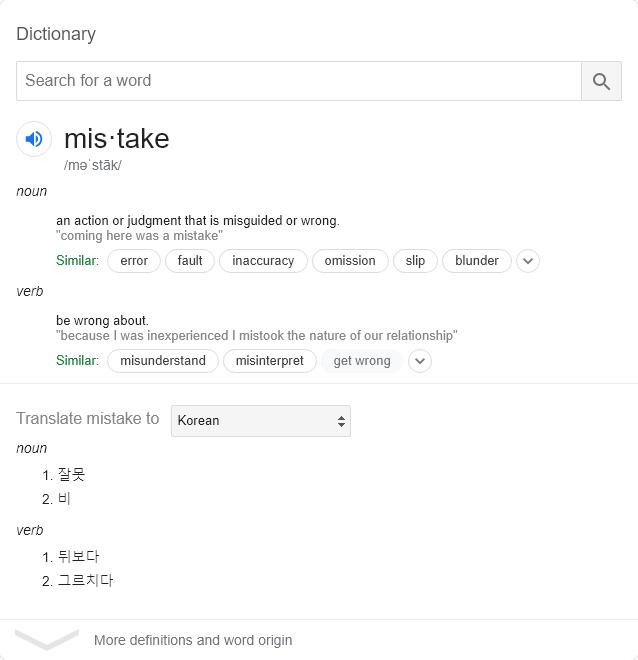 Dictionary
Search for a word
mis·take
/məˈstāk/
noun
an action or judgment that is misguided or wrong.
"coming here was a mistake"
Similar: error fault inaccuracy omission slip blunder
verb
be wrong about.
"because I was inexperienced I mistook the nature of our relationship"
Similar: misunderstand misinterpret get wrong
Translate mistake to Korean
noun
1. 잘못
2. 비
verb
1. 뒤보다
2. 그르치다
More definitions and word origin